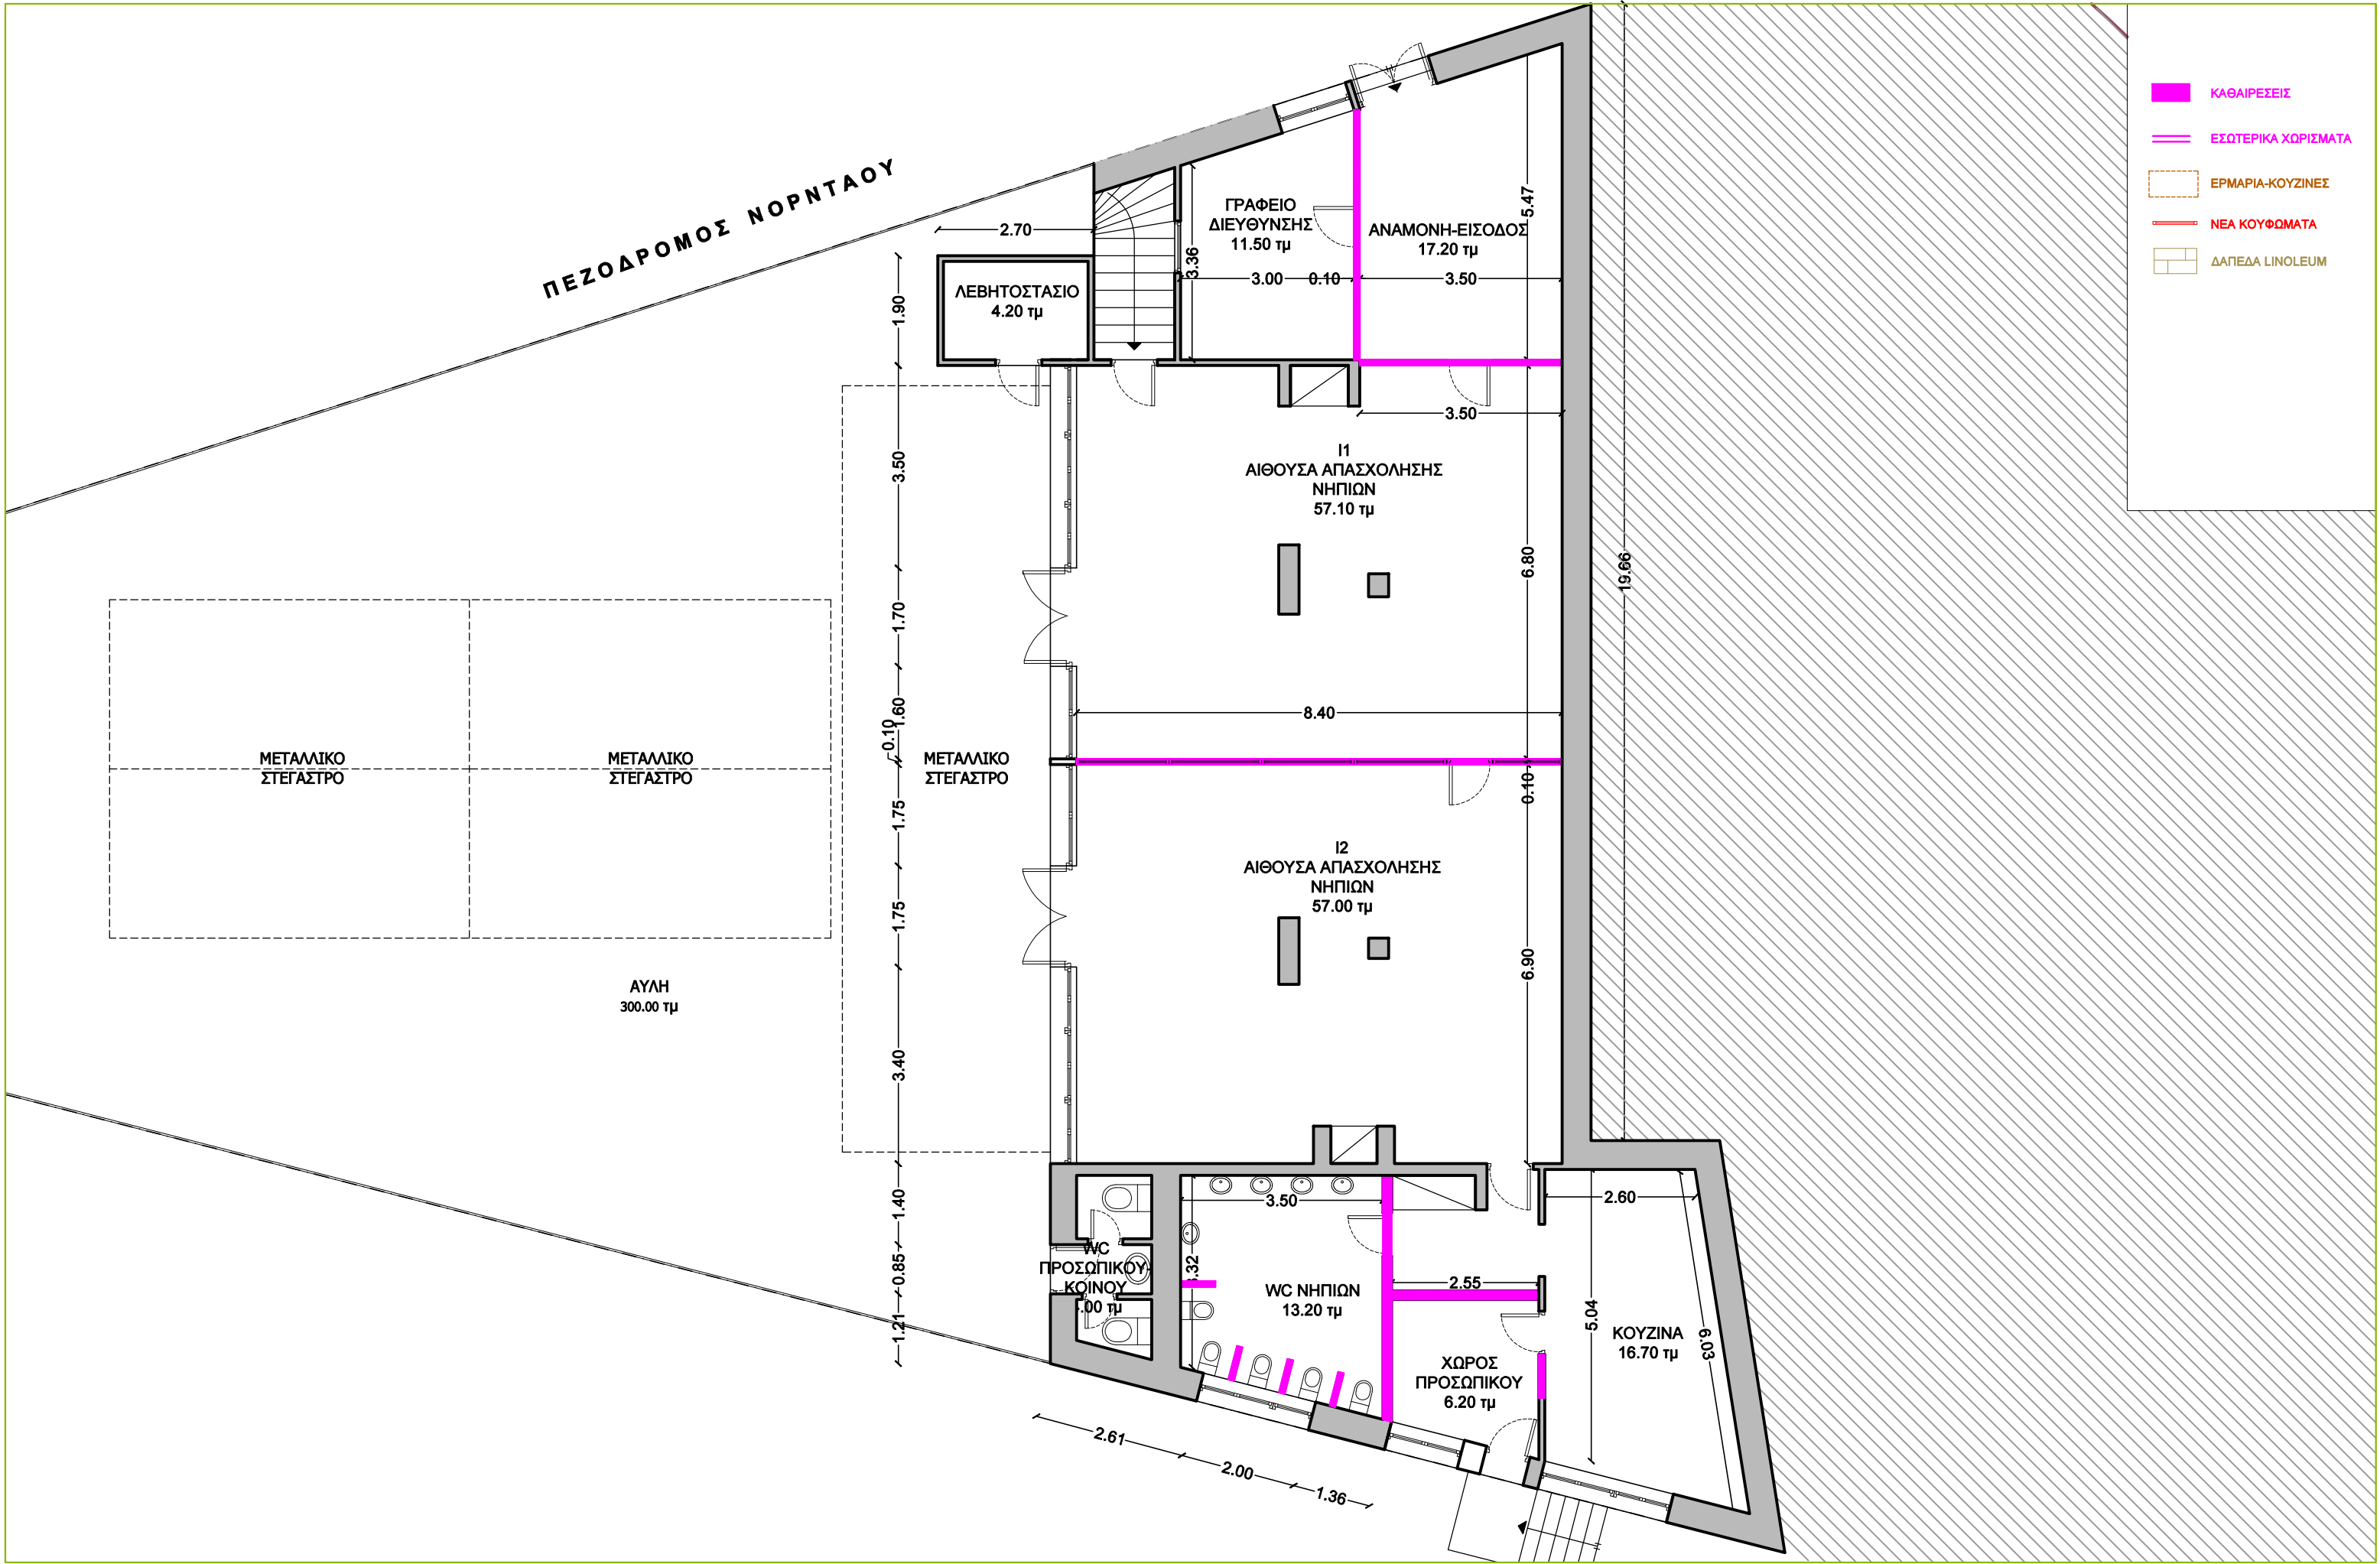 ΠΕΖΟΔΡΟΜΟΣ ΝΟΡΝΤΑΟΥ
ΚΑΘΑΙΡΕΣΕΙΣ
ΕΣΩΤΕΡΙΚΑ ΧΩΡΙΣΜΑΤΑ
ΕΡΜΑΡΙΑ-ΚΟΥΖΙΝΕΣ
ΝΕΑ ΚΟΥΦΩΜΑΤΑ
ΔΑΠΕΔΑ LINOLEUM
ΓΡΑΦΕΙΟ
ΔΙΕΥΘΥΝΣΗΣ
11.50 τμ
ΑΝΑΜΟΝΗ-ΕΙΣΟΔΟΣ
17.20 τμ
5.47
2.70
3.36
3.00
0.10
3.50
ΛΕΒΗΤΟΣΤΑΣΙΟ
4.20 τμ
1.90
3.50
3.50
Ι1
ΑΙΘΟΥΣΑ ΑΠΑΣΧΟΛΗΣΗΣ
ΝΗΠΙΩΝ
57.10 τμ
6.80
19.66
1.70
1.60
0.10
8.40
ΜΕΤΑΛΛΙΚΟ
ΣΤΕΓΑΣΤΡΟ
ΜΕΤΑΛΛΙΚΟ
ΣΤΕΓΑΣΤΡΟ
ΜΕΤΑΛΛΙΚΟ
ΣΤΕΓΑΣΤΡΟ
0.10
1.75
Ι2
ΑΙΘΟΥΣΑ ΑΠΑΣΧΟΛΗΣΗΣ
ΝΗΠΙΩΝ
57.00 τμ
1.75
6.90
ΑΥΛΗ
300.00 τμ
3.40
1.40
3.50
2.60
WC
ΠΡΟΣΩΠΙΚΟΥ-
ΚΟΙΝΟΥ
.00 τμ
0.85
.32
WC ΝΗΠΙΩΝ
13.20 τμ
2.55
1.21
5.04
ΚΟΥΖΙΝΑ
16.70 τμ
6.03
ΧΩΡΟΣ
ΠΡΟΣΩΠΙΚΟΥ
6.20 τμ
2.61
2.00
1.36